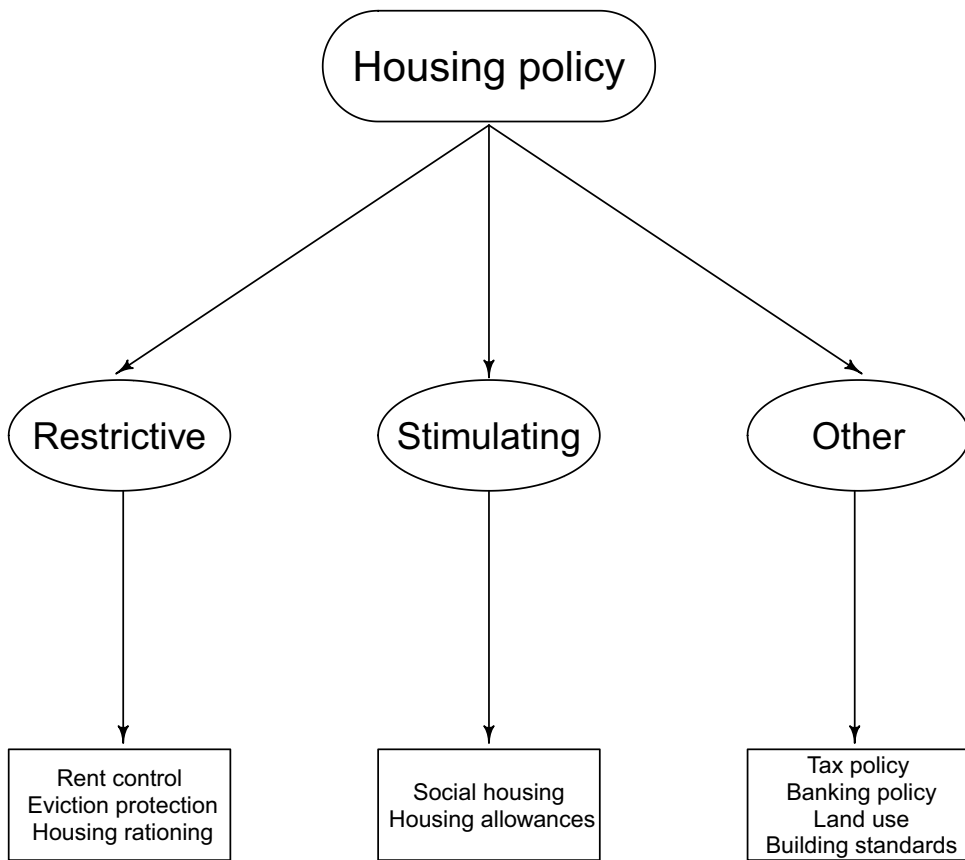 Housing policy
Restrictive
Stimulating
Other
Rent control
Eviction protection
Housing rationing
Social housing
Housing allowances
Tax policy
Banking policy
Land use
Building standards